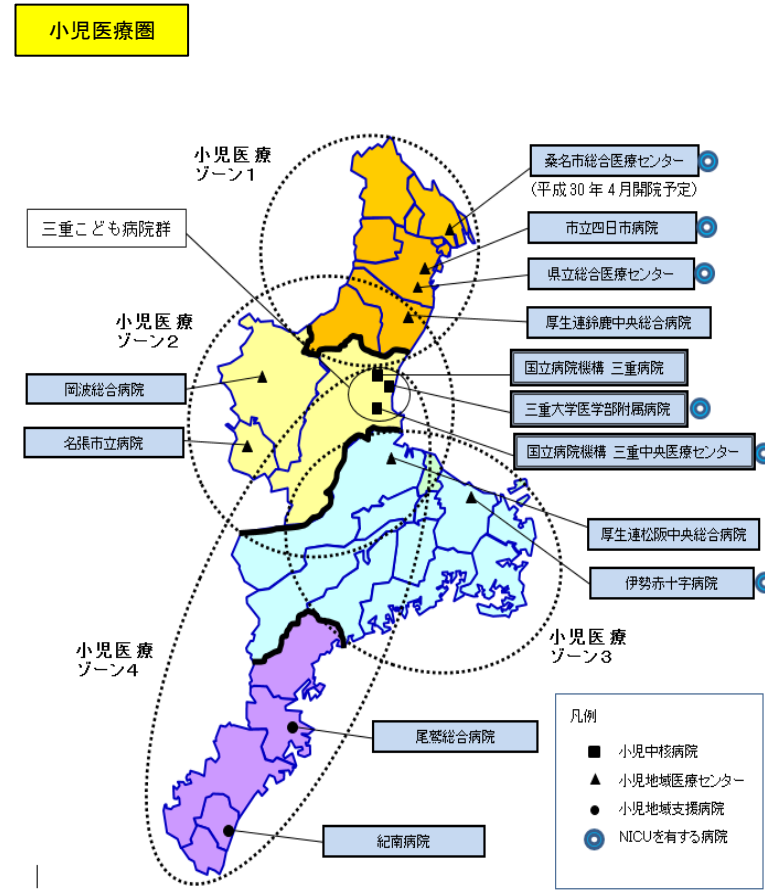 小児医療圏
小児医療
ゾーン1
桑名市総合医療センター
(平成30年4月開院予定)
三重こども病院群
市立四日市病院
県立総合医療センター
小児医療
ゾーン2
厚生連鈴鹿中央総合病院
国立病院機構 三重病院
岡波総合病院
三重大学医学部附属病院
名張市立病院
国立病院機構 三重中央医療センター
厚生連松阪中央総合病院
伊勢赤十字病院
小児医療
ゾーン3
小児医療
ゾーン4
尾鷲総合病院
紀南病院
凡例
小児中核病院
小児地域医療センター
小児地域支援病院
NICUを有する病院